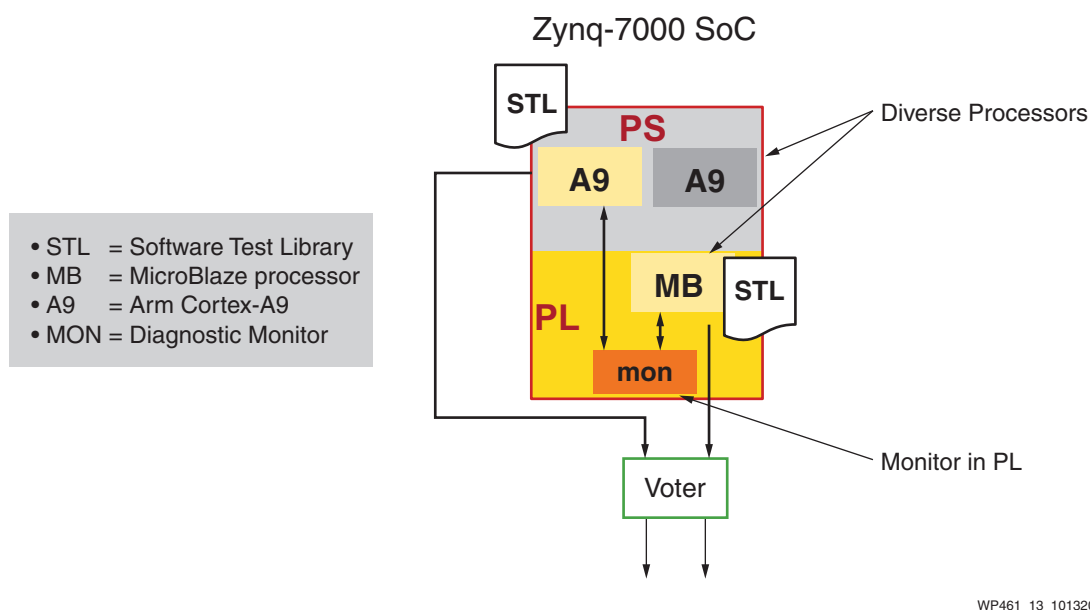 Zynq-7000 SoC
STL
PS
Diverse Processors
A9
A9
• STL = Software Test Library
• MB = MicroBlaze processor
• A9 = Arm Cortex-A9
• MON = Diagnostic Monitor
MB
STL
PL
mon
Monitor in PL
Voter